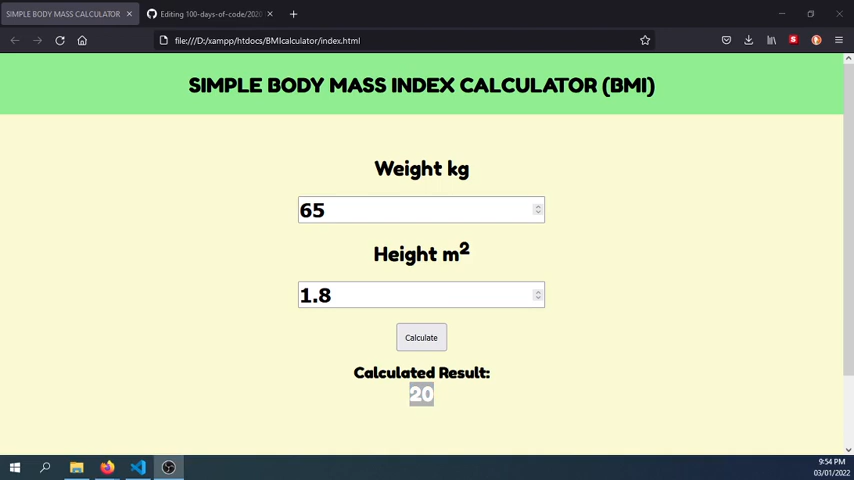 SIMPLE BODY MASS CALCULATOR
Editing 100-days-of-code/2020
file:///D:/xampp/htdocs/BMIcalculator/index.html
SIMPLE BODY MASS INDEX CALCULATOR (BMI)
Weight kg
65
Height m²
1.8
Calculate
Calculated Result:
20
9:54 PM
03/01/2022